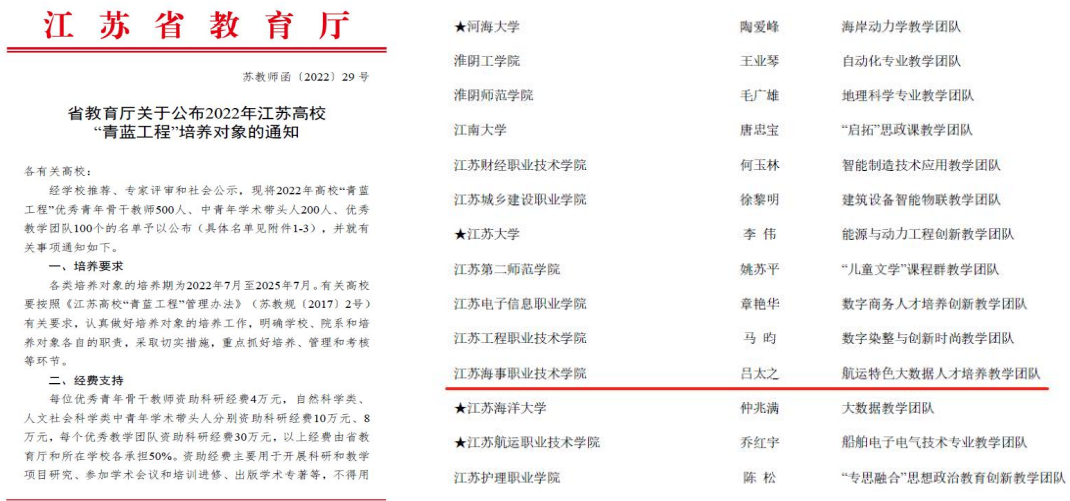 江苏省教育厅
苏教师函〔2022〕29 号
省教育厅关于公布2022年江苏高校
“青蓝工程”培养对象的通知
各有关高校：
经学校推荐、专家评审和社会公示，现将2022年高校“青蓝
工程”优秀青年骨干教师500人、中青年学术带头人200人、优秀
教学团队100个的名单予以公布（具体名单见附件1-3），并就有
关事项通知如下。
一、培养要求
各类培养对象的培养期为2022年7月至2025年7月。有关高校
要按照《江苏高校“青蓝工程”管理办法》（苏教规〔2017〕2号）
有关要求，认真做好培养对象的培养工作，明确学校、院系和培
养对象各自的职责，采取切实措施，重点抓好培养、管理和考核
等环节。
二、经费支持
每位优秀青年骨干教师资助科研经费4万元，自然科学类、
人文社会科学类中青年学术带头人分别资助科研经费10万元、8
万元，每个优秀教学团队资助科研经费30万元，以上经费由省教
育厅和所在学校各承担50%。资助经费主要用于开展科研和教学
项目研究、参加学术会议和培训进修、出版学术专著等，不得用
★河海大学 陶爱峰 海岸动力学教学团队
淮阴工学院 王业琴 自动化专业教学团队
淮阴师范学院 毛广雄 地理科学专业教学团队
江南大学 唐忠宝 “启拓”思政课教学团队
江苏财经职业技术学院 何玉林 智能制造技术应用教学团队
江苏城乡建设职业学院 徐黎明 建筑设备智能物联教学团队
★江苏大学 李 伟 能源与动力工程创新教学团队
江苏第二师范学院 姚苏平 “儿童文学”课程群教学团队
江苏电子信息职业学院 章艳华 数字商务人才培养创新教学团队
江苏工程职业技术学院 马 昀 数字染整与创新时尚教学团队
江苏海事职业技术学院 吕太之 航运特色大数据人才培养教学团队
★江苏海洋大学 仲兆满 大数据教学团队
★江苏航运职业技术学院 乔红宇 船舶电子电气技术专业教学团队
江苏护理职业学院 陈 松 “专思融合”思想政治教育创新教学团队